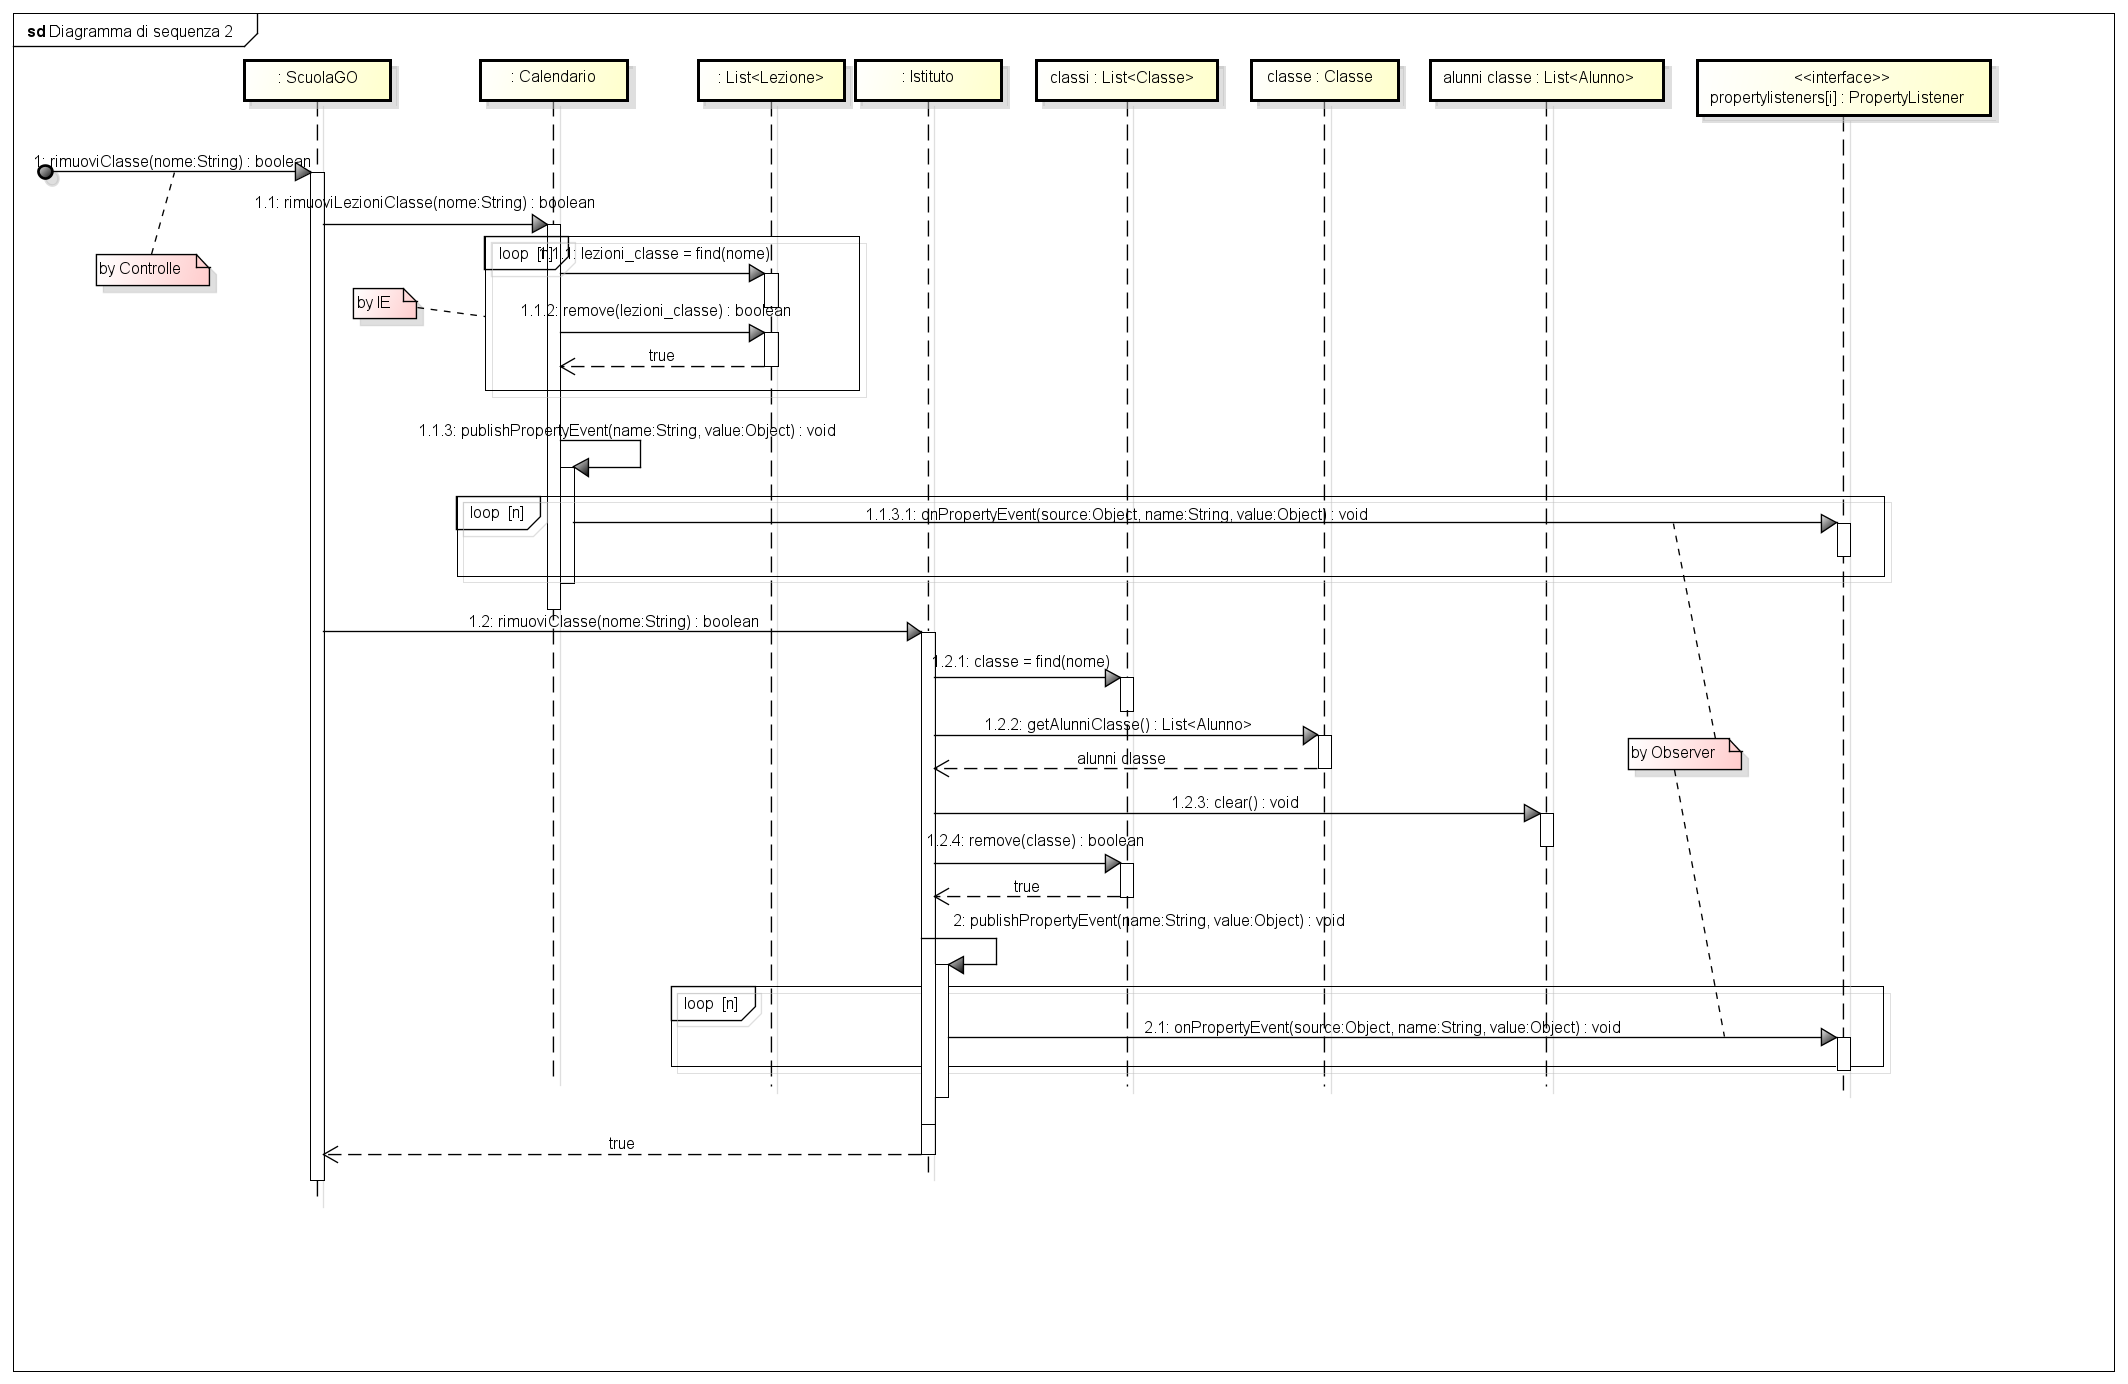 sd Diagramma di sequenza 2
: ScuolaGO
: Calendario
: List<Lezione>
: Istituto
classi : List<Classe>
classe : Classe
alunni classe : List<Alunno>
<<interface>>
propertylisteners[i] : PropertyListener
1: rimuoviClasse(nome:String) : boolean
1.1: rimuoviLezioniClasse(nome:String) : boolean
by Controlle
loop [n]
1.1.1: lezioni_classe = find(nome)
by IE
1.1.2: remove(lezioni_classe) : boolean
true
1.1.3: publishPropertyEvent(name:String, value:Object) : void
loop [n]
1.1.3.1: onPropertyEvent(source:Object, name:String, value:Object) : void
1.2: rimuoviClasse(nome:String) : boolean
1.2.1: classe = find(nome)
1.2.2: getAlunniClasse() : List<Alunno>
alunni classe
by Observer
1.2.3: clear() : void
1.2.4: remove(classe) : boolean
true
2: publishPropertyEvent(name:String, value:Object) : void
loop [n]
2.1: onPropertyEvent(source:Object, name:String, value:Object) : void
true